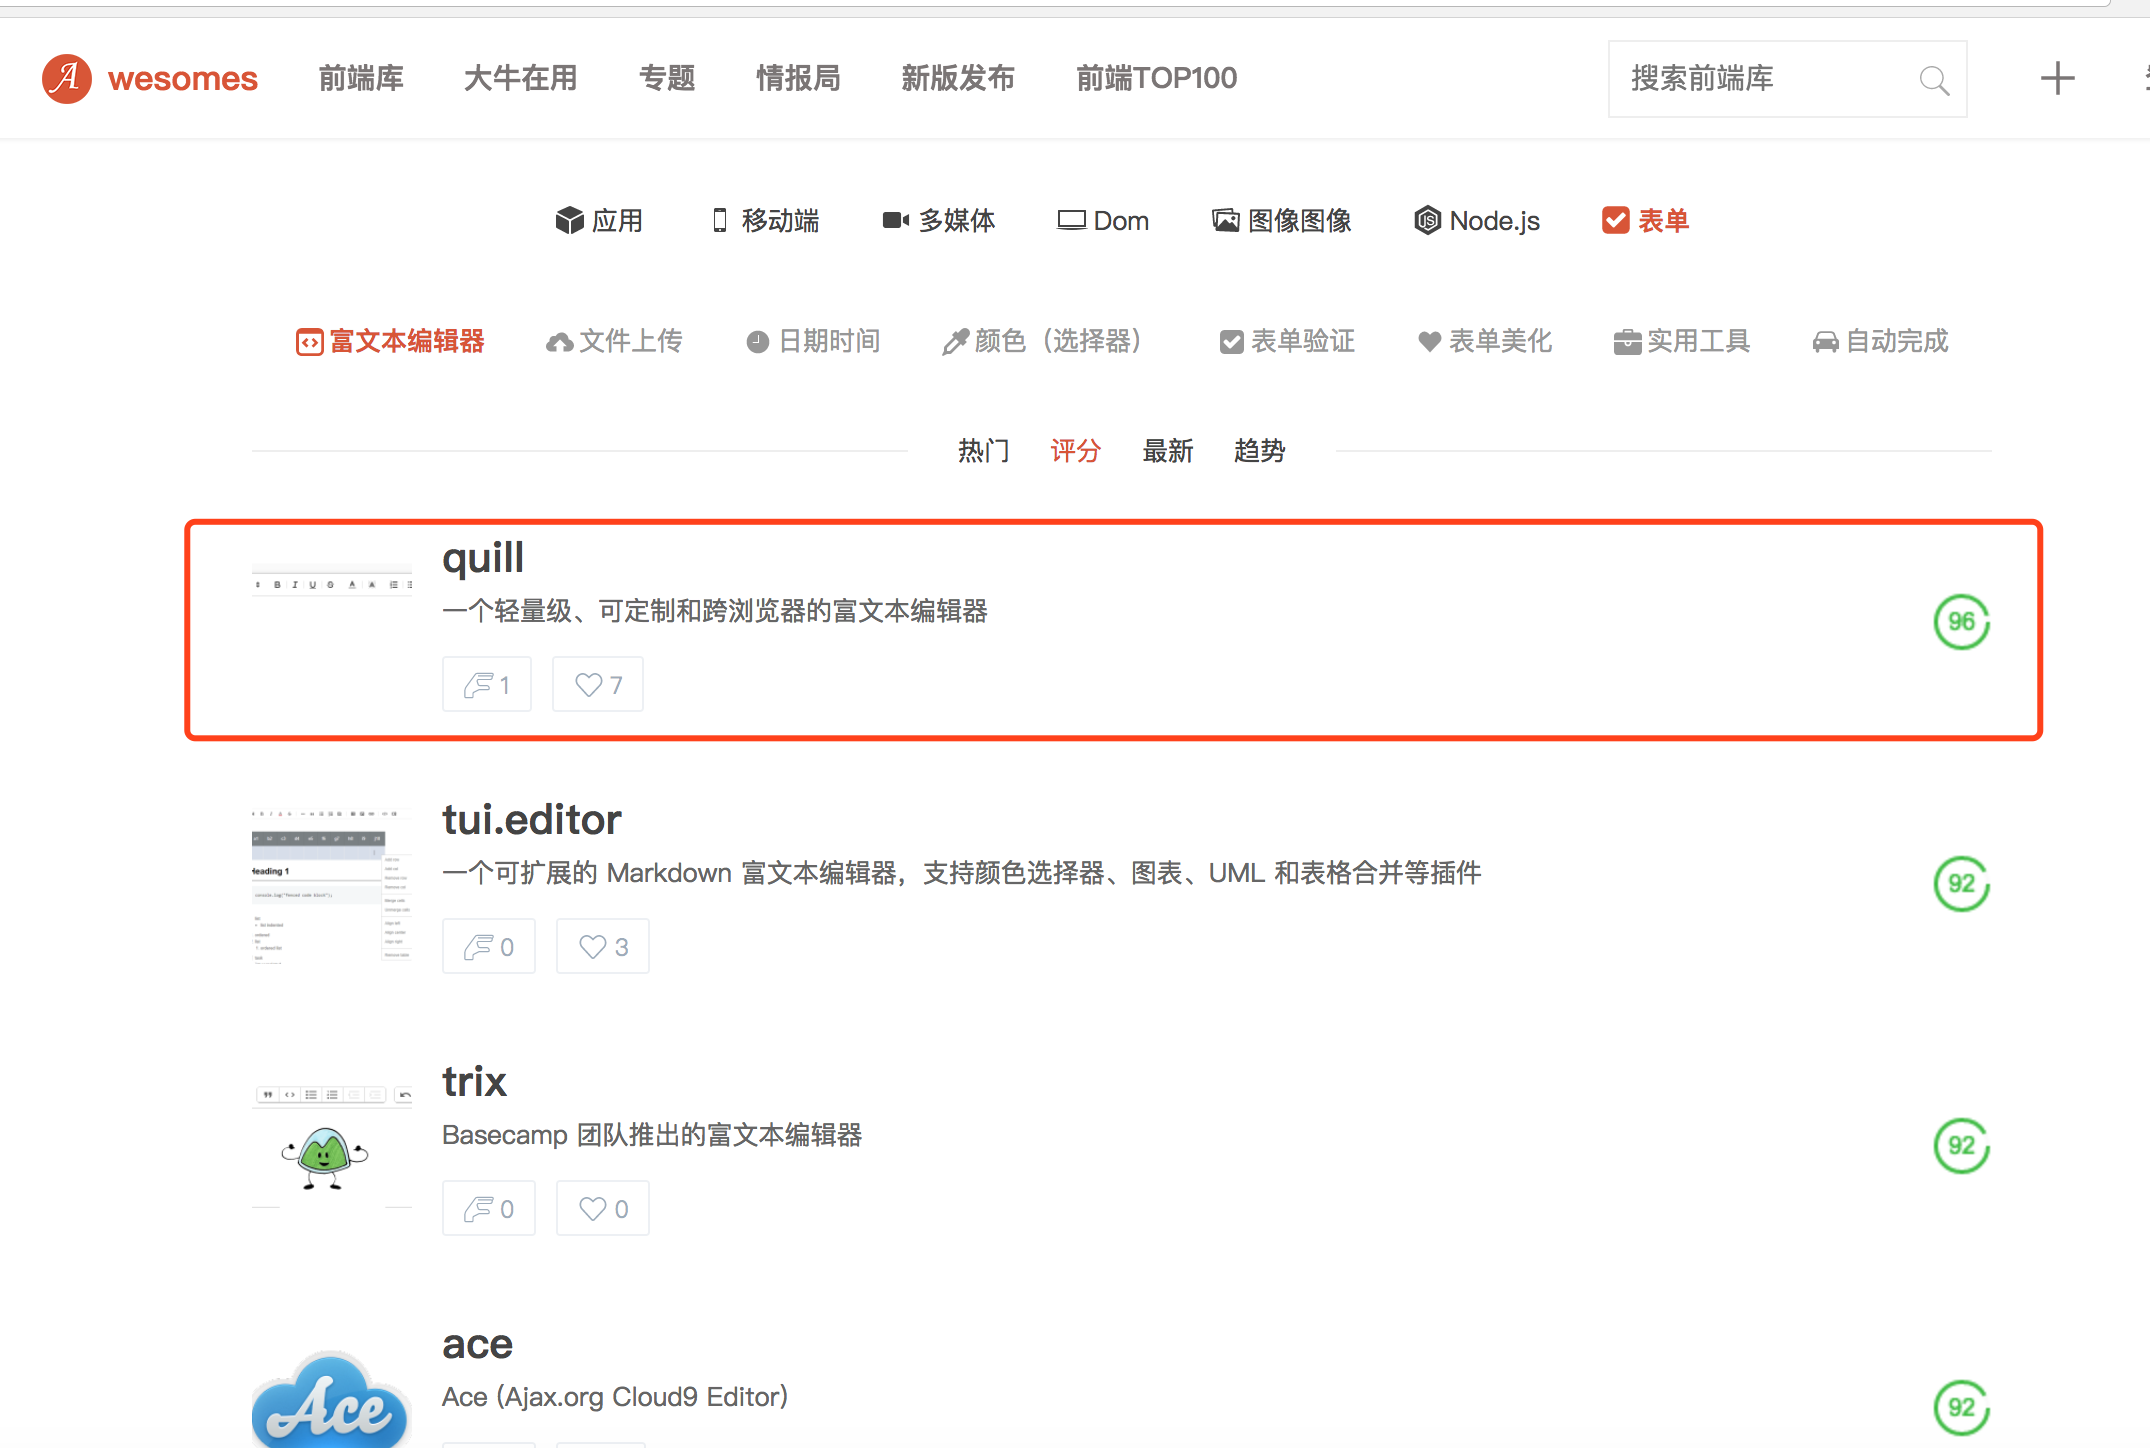 A wesomes 前端库 大牛在用 专题 情报局 新版发布 前端TOP100 搜索前端库
应用 移动端 多媒体 Dom 图像图像 Node.js 表单
富文本编辑器 文件上传 日期时间 颜色（选择器） 表单验证 表单美化 实用工具 自动完成
热门 评分 最新 趋势
quill
一个轻量级、可定制和跨浏览器的富文本编辑器
96
1 7
tui.editor
一个可扩展的 Markdown 富文本编辑器，支持颜色选择器、图表、UML 和表格合并等插件
92
Heading 1
0 3
trix
Basecamp 团队推出的富文本编辑器
92
0 0
ace
Ace (Ajax.org Cloud9 Editor)
92
Ace